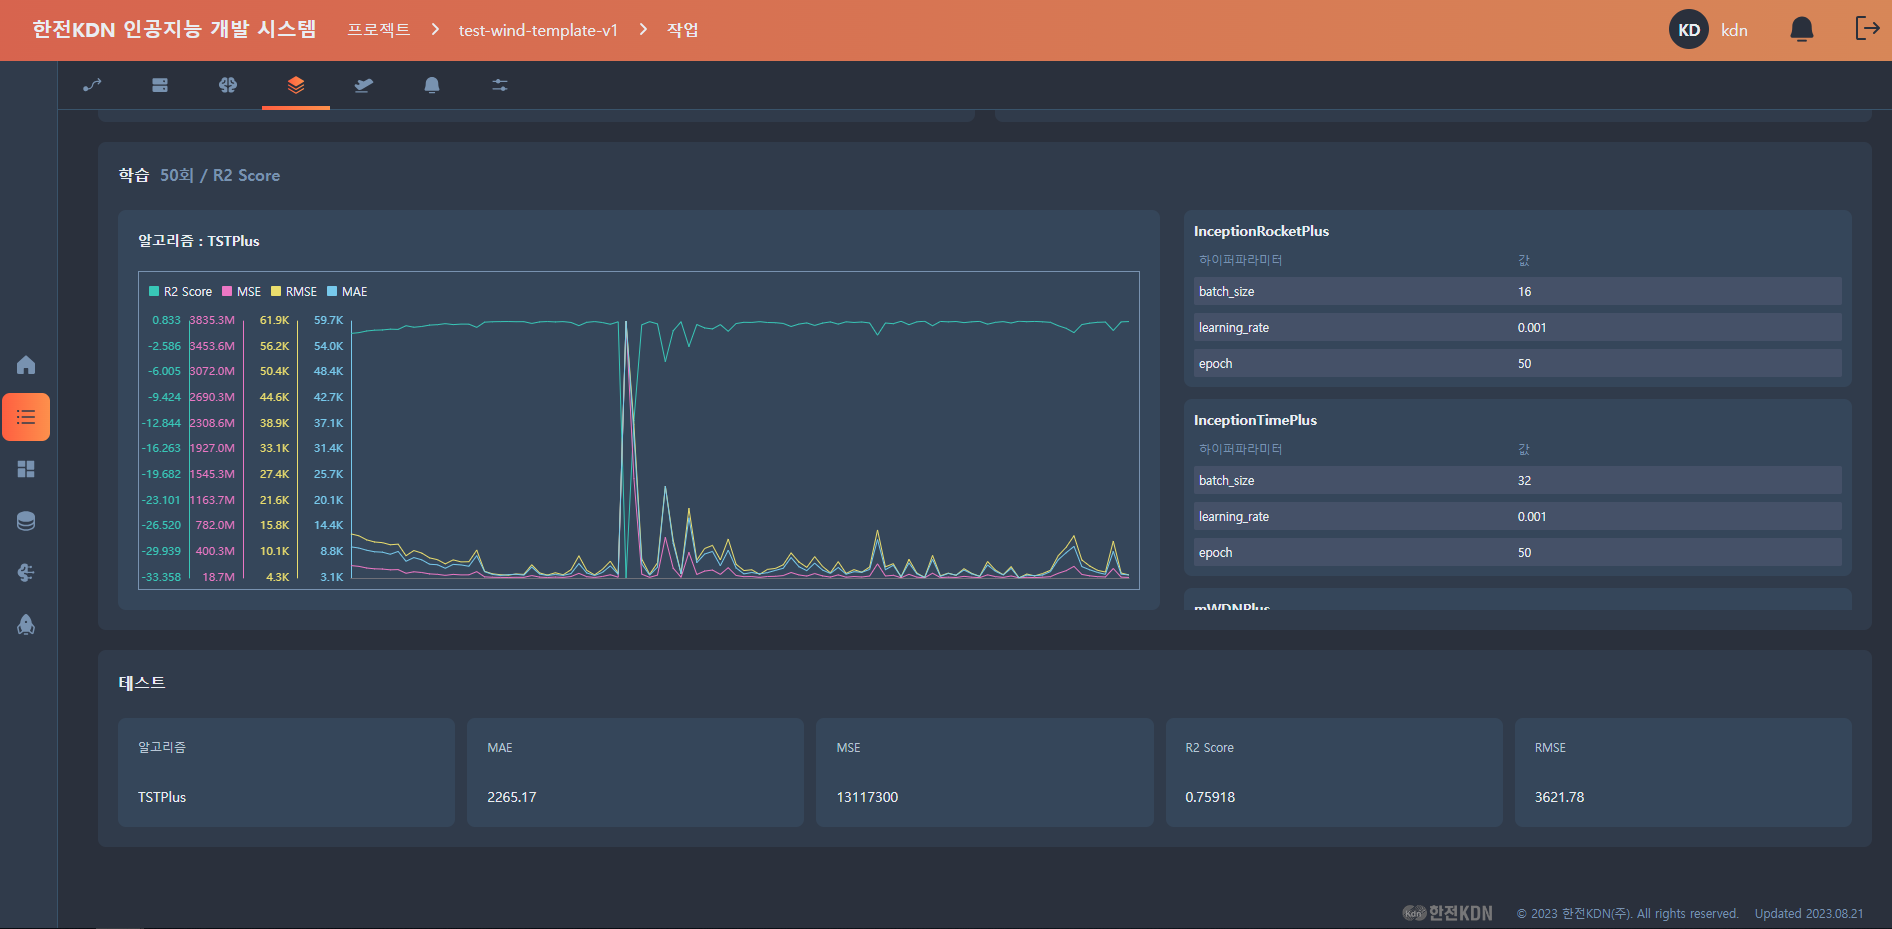 한전KDN 인공지능 개발 시스템
프로젝트 > test-wind-template-v1 > 작업
KD kdn
학습 50회 / R2 Score
알고리즘 : TSTPlus
R2 Score MSE RMSE MAE
0.833 3835.3M 61.9K 59.7K
-2.586 3453.6M 56.2K 54.0K
-6.005 3072.0M 50.4K 48.4K
-9.424 2690.3M 44.6K 42.7K
-12.844 2308.6M 38.9K 37.1K
-16.263 1927.0M 33.1K 31.4K
-19.682 1545.3M 27.4K 25.7K
-23.101 1163.7M 21.6K 20.1K
-26.520 782.0M 15.8K 14.4K
-29.939 400.3M 10.1K 8.8K
-33.358 18.7M 4.3K 3.1K
InceptionRocketPlus
하이퍼파라미터 값
batch_size 16
learning_rate 0.001
epoch 50
InceptionTimePlus
하이퍼파라미터 값
batch_size 32
learning_rate 0.001
epoch 50
mWDNPlus
테스트
알고리즘
TSTPlus
MAE
2265.17
MSE
13117300
R2 Score
0.75918
RMSE
3621.78
Kdn 한전KDN © 2023 한전KDN(주). All rights reserved. Updated 2023.08.21